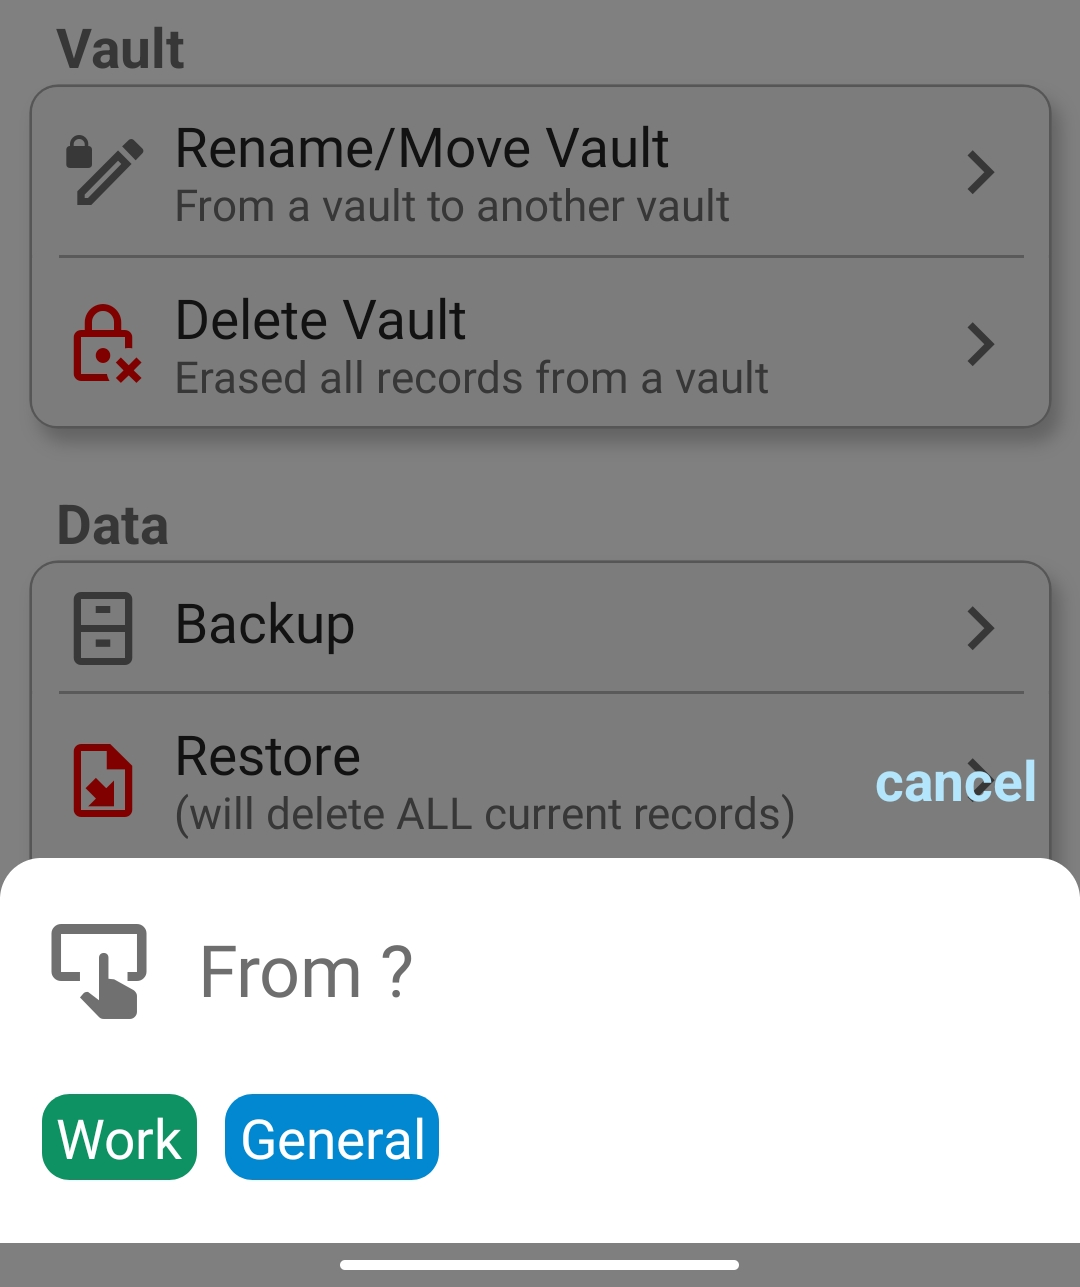 Vault
Rename/Move Vault
From a vault to another vault
Delete Vault
Erased all records from a vault
Data
Backup
Restore
(will delete ALL current records)
cancel
From ?
Work General